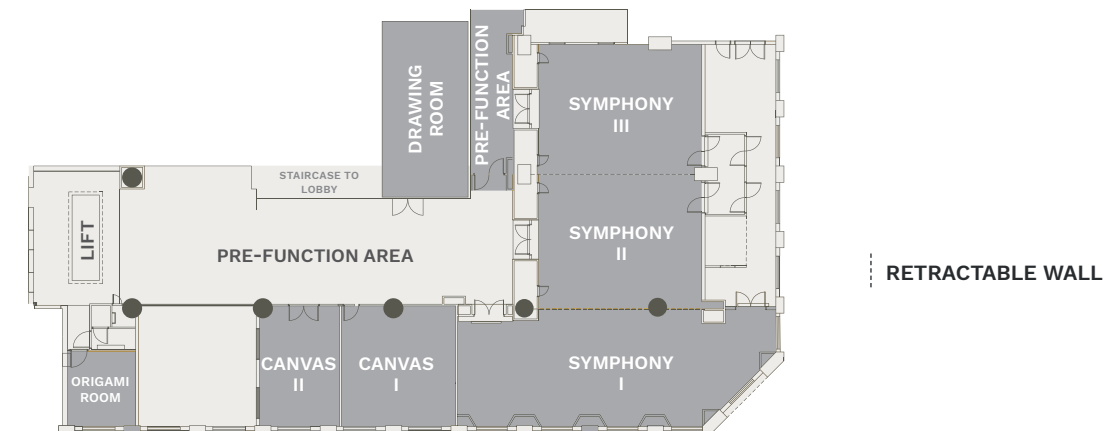 DRAWING
ROOM
PRE-FUNCTION
AREA
SYMPHONY
III
STAIRCASE TO
LOBBY
LIFT
PRE-FUNCTION AREA
SYMPHONY
II
RETRACTABLE WALL
ORIGAMI
ROOM
CANVAS
II
CANVAS
I
SYMPHONY
I